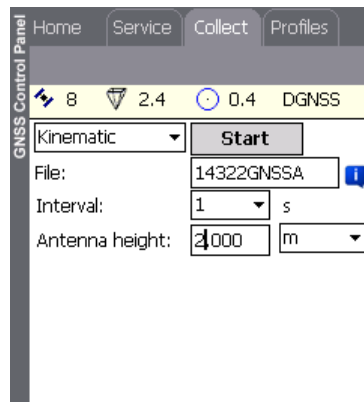 GNSS Control Panel
Home Service Collect Profiles
8 2.4 0.4 DGNSS
Kinematic Start
File: 14322GNSSA
Interval: 1 s
Antenna height: 2.000 m